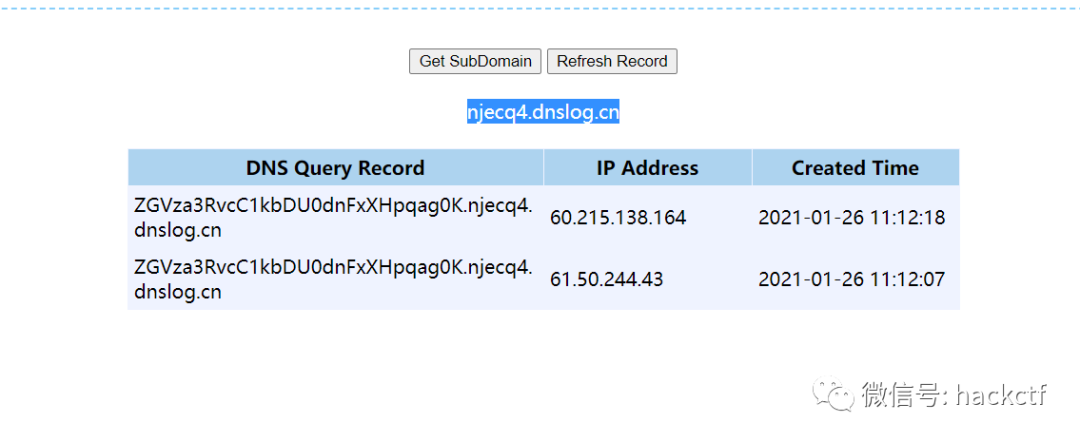 Get SubDomain Refresh Record
njecq4.dnslog.cn
DNS Query Record IP Address Created Time
ZGVza3RvcC1kbDU0dnFxXHpqag0K.njecq4.
dnslog.cn
60.215.138.164 2021-01-26 11:12:18
ZGVza3RvcC1kbDU0dnFxXHpqag0K.njecq4.
dnslog.cn
61.50.244.43 2021-01-26 11:12:07
微信号: hackctf